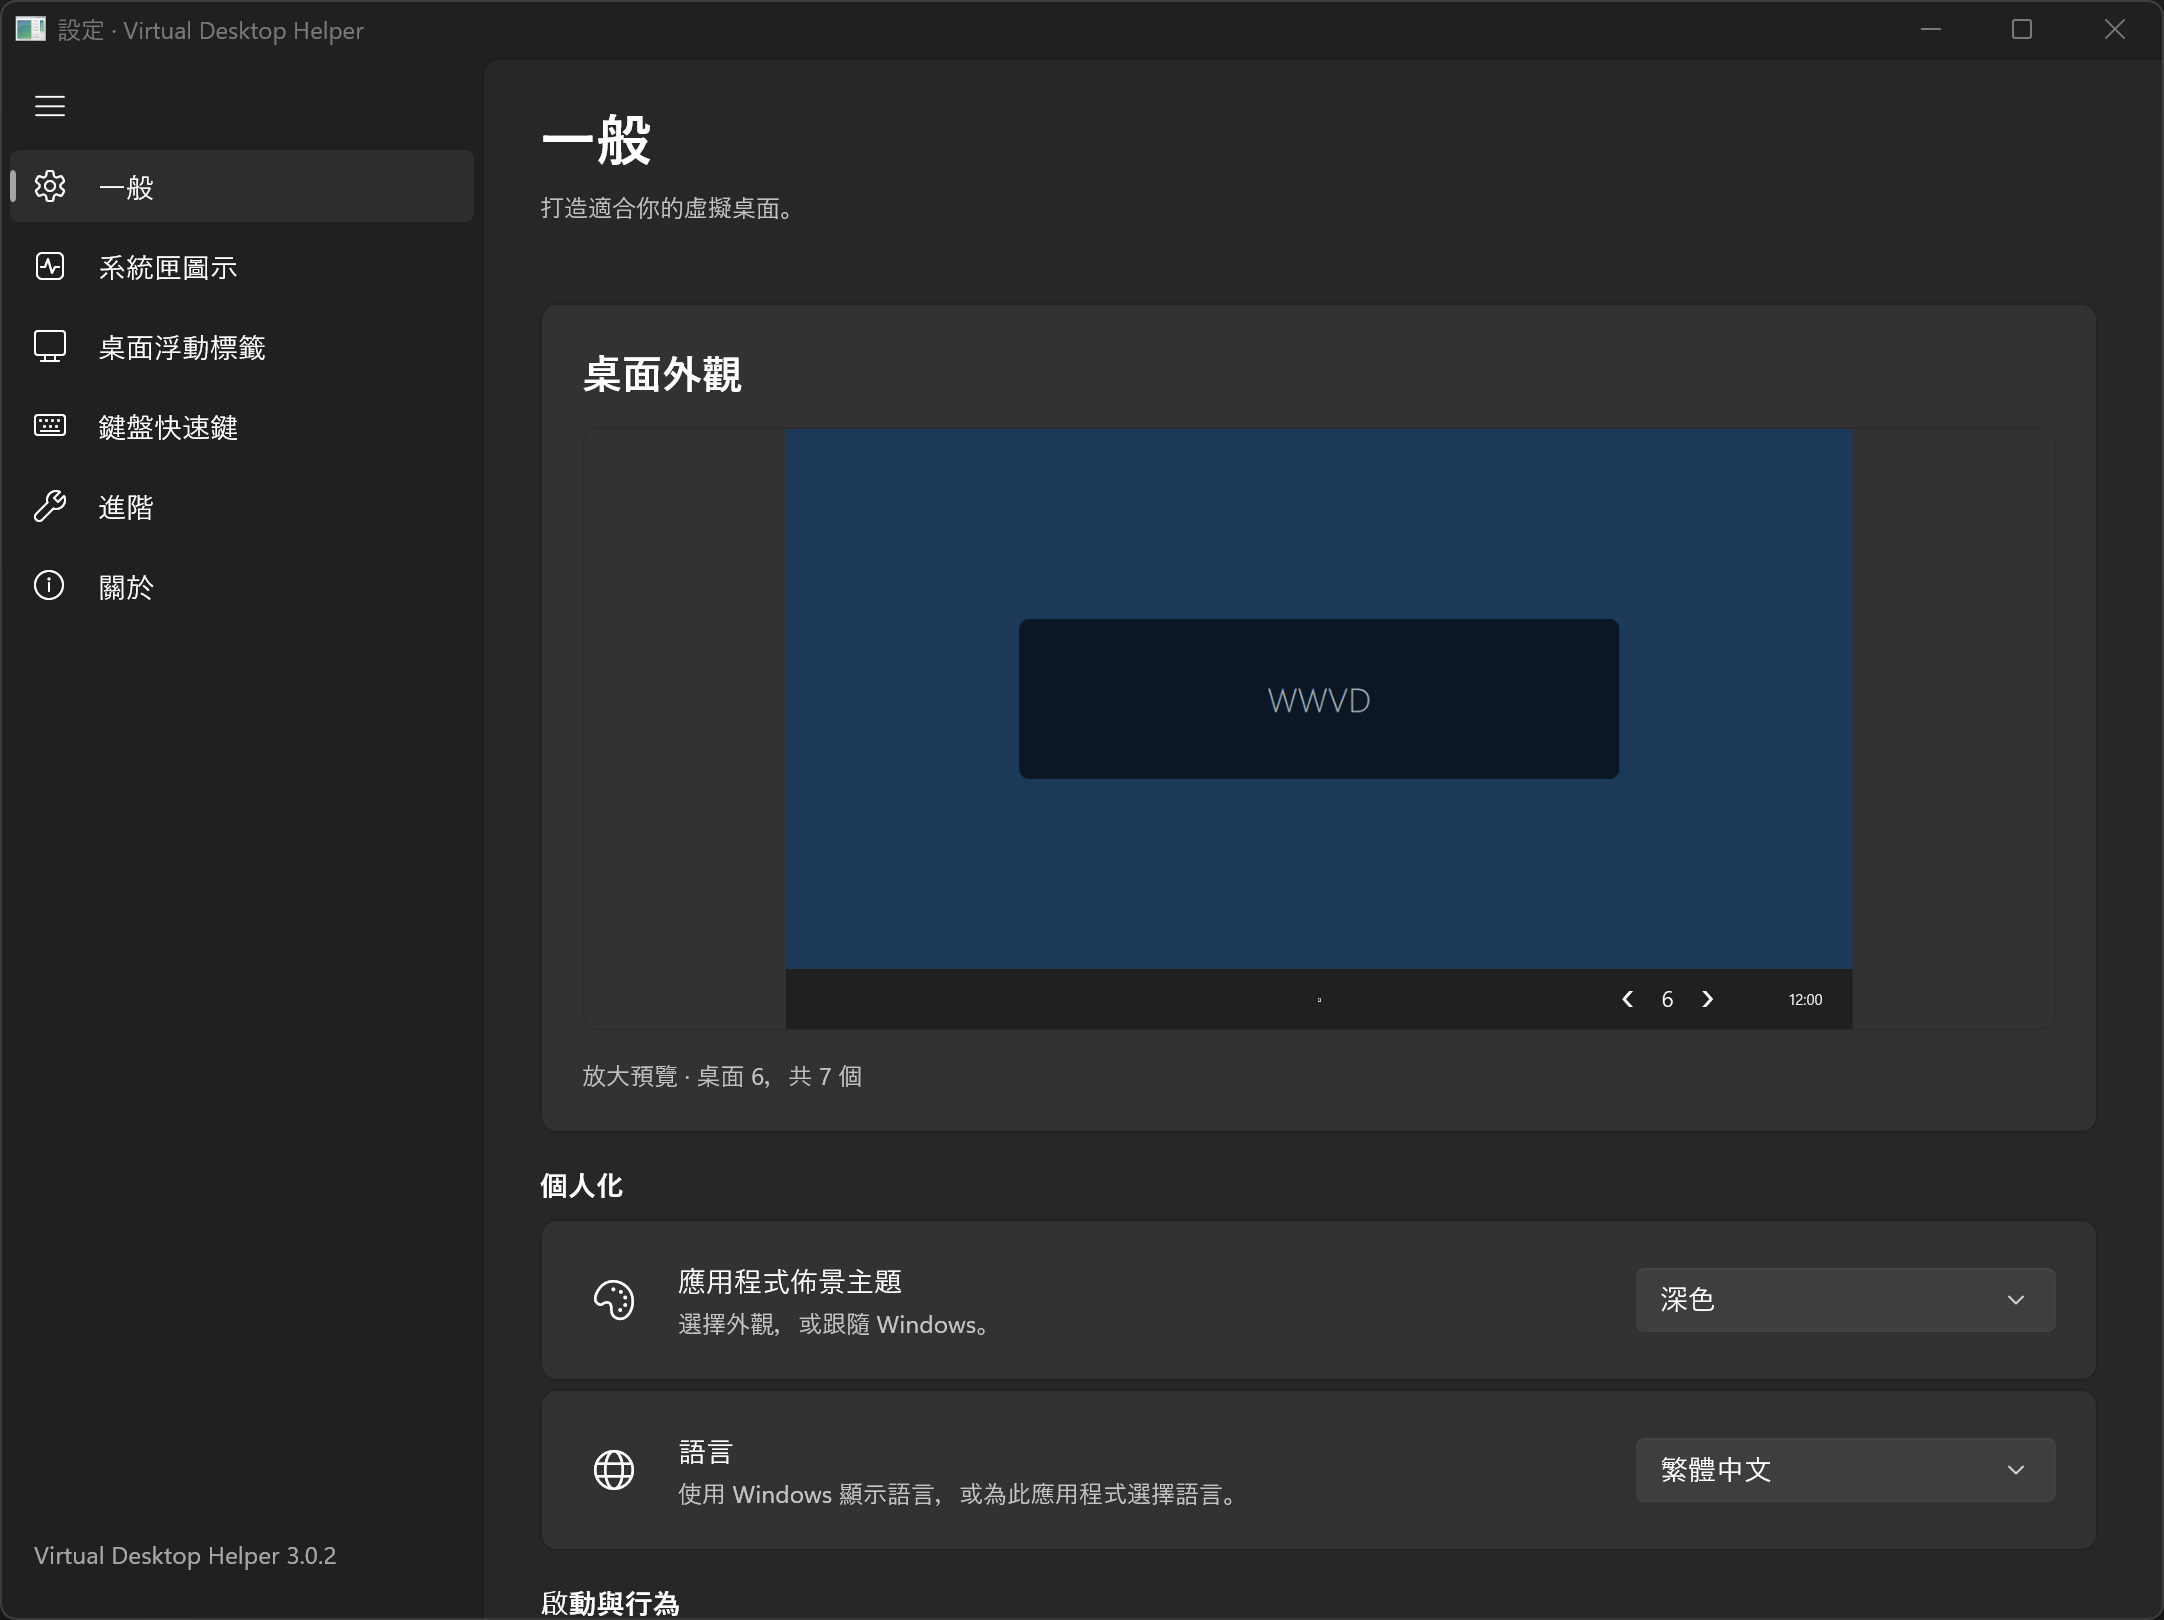 設定 · Virtual Desktop Helper
一般
系統匣圖示
桌面浮動標籤
鍵盤快速鍵
進階
關於
Virtual Desktop Helper 3.0.2
一般
打造適合你的虛擬桌面。
桌面外觀
WWVD
6
12:00
放大預覽 · 桌面 6，共 7 個
個人化
應用程式佈景主題
選擇外觀，或跟隨 Windows。
深色
語言
使用 Windows 顯示語言，或為此應用程式選擇語言。
繁體中文
啟動與行為